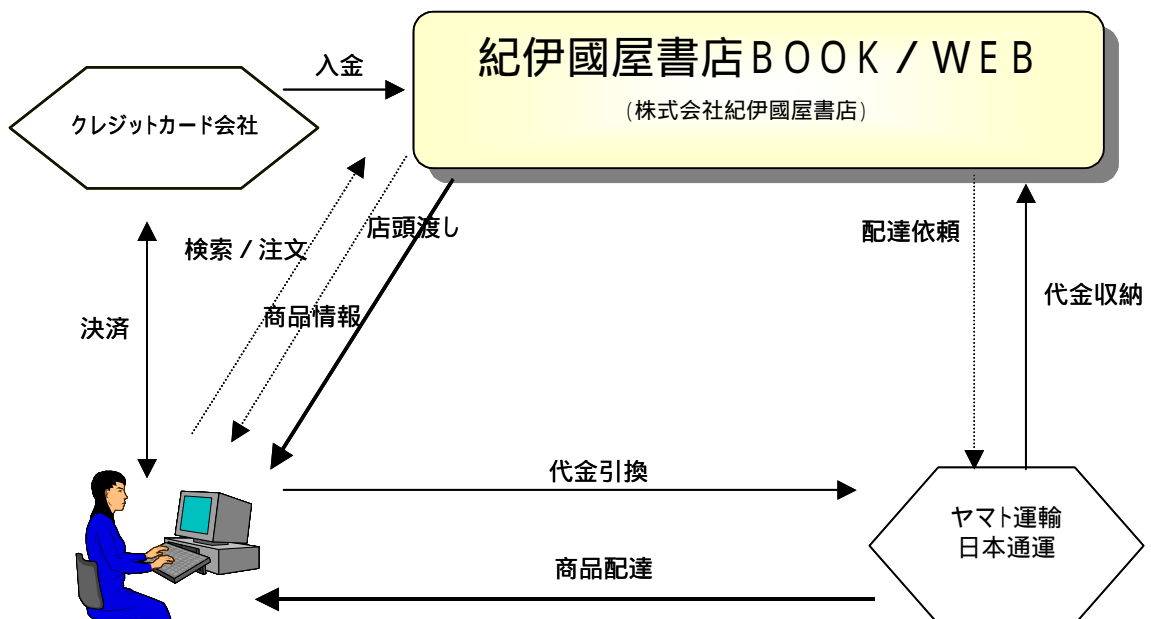 紀伊國屋書店BOOK/WEB
(株式会社紀伊國屋書店)
入金
クレジットカード会社
店頭渡し
検索/注文
配達依頼
商品情報
代金収納
決済
代金引換
ヤマト運輸
日本通運
商品配達